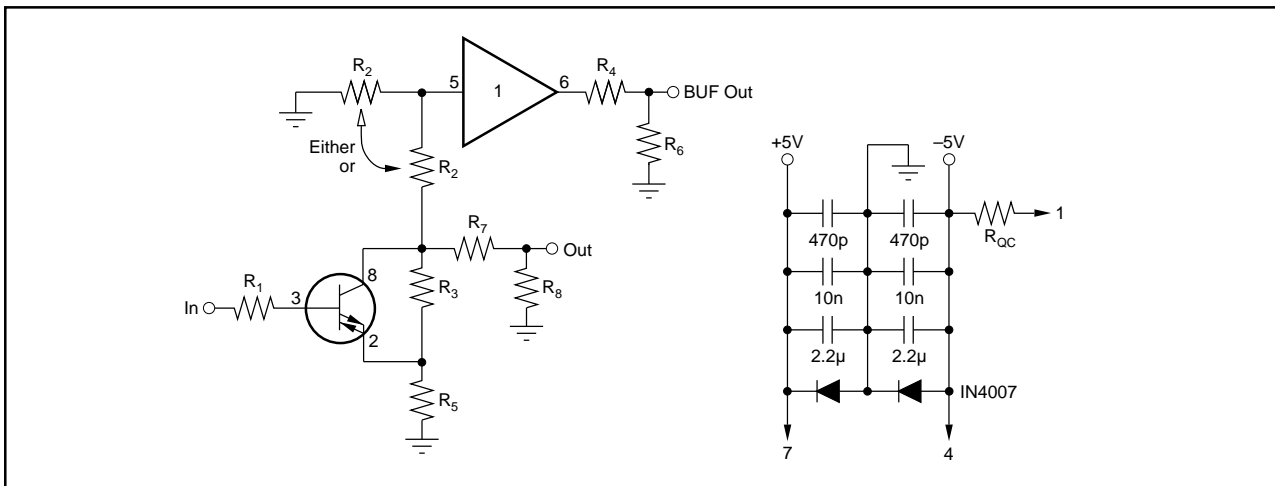 R2
5
1
6
R4
BUF Out
R6
Either
or
R2
R7
Out
R8
8
R3
R1
3
In
2
R5
+5V
–5V
470p
470p
RQC
1
10n
10n
2.2µ
2.2µ
IN4007
7
4